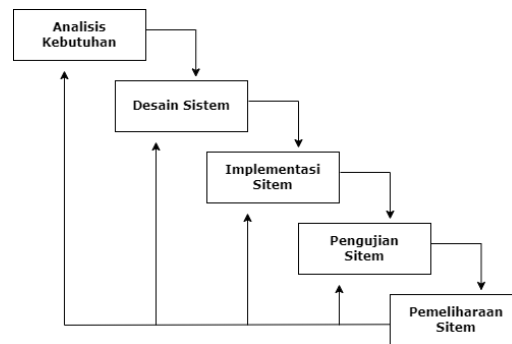 Analisis
Kebutuhan
Desain Sistem
Implementasi
Sitem
Pengujian
Sitem
Pemeliharaan
Sitem